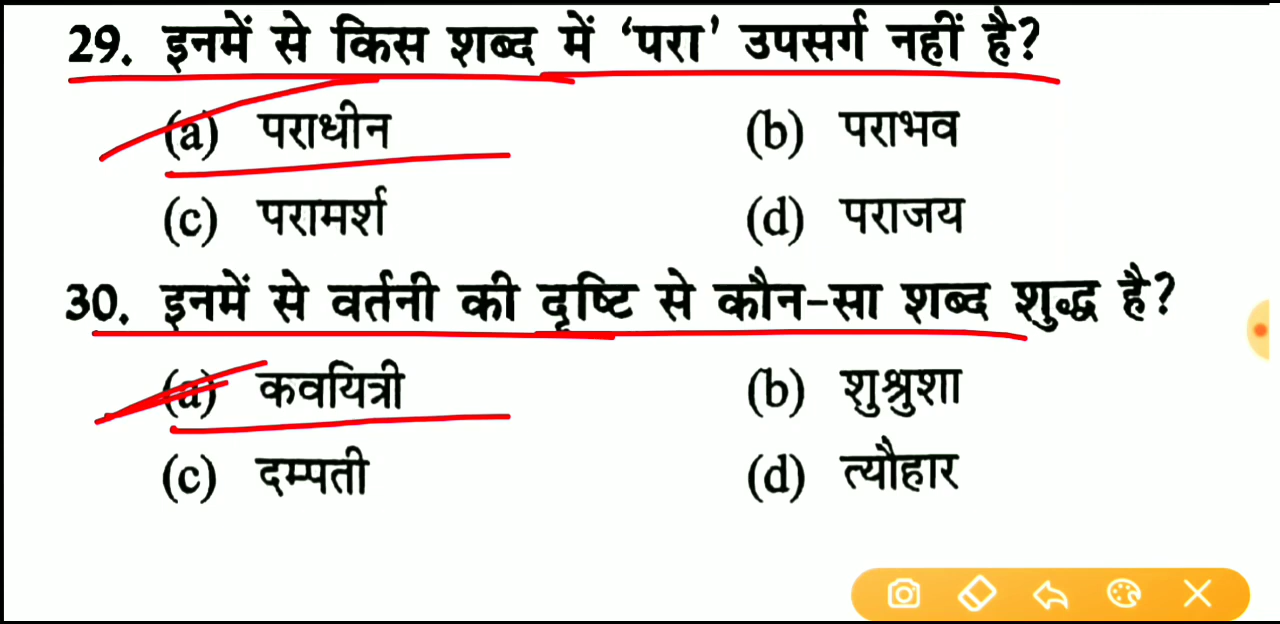 29. इनमें से किस शब्द में ‘परा’ उपसर्ग नहीं है?
(a) पराधीन (b) पराभव
(c) परामर्श (d) पराजय
30. इनमें से वर्तनी की दृष्टि से कौन-सा शब्द शुद्ध है?
(a) कवयित्री (b) शुश्रुशा
(c) दम्पती (d) त्यौहार